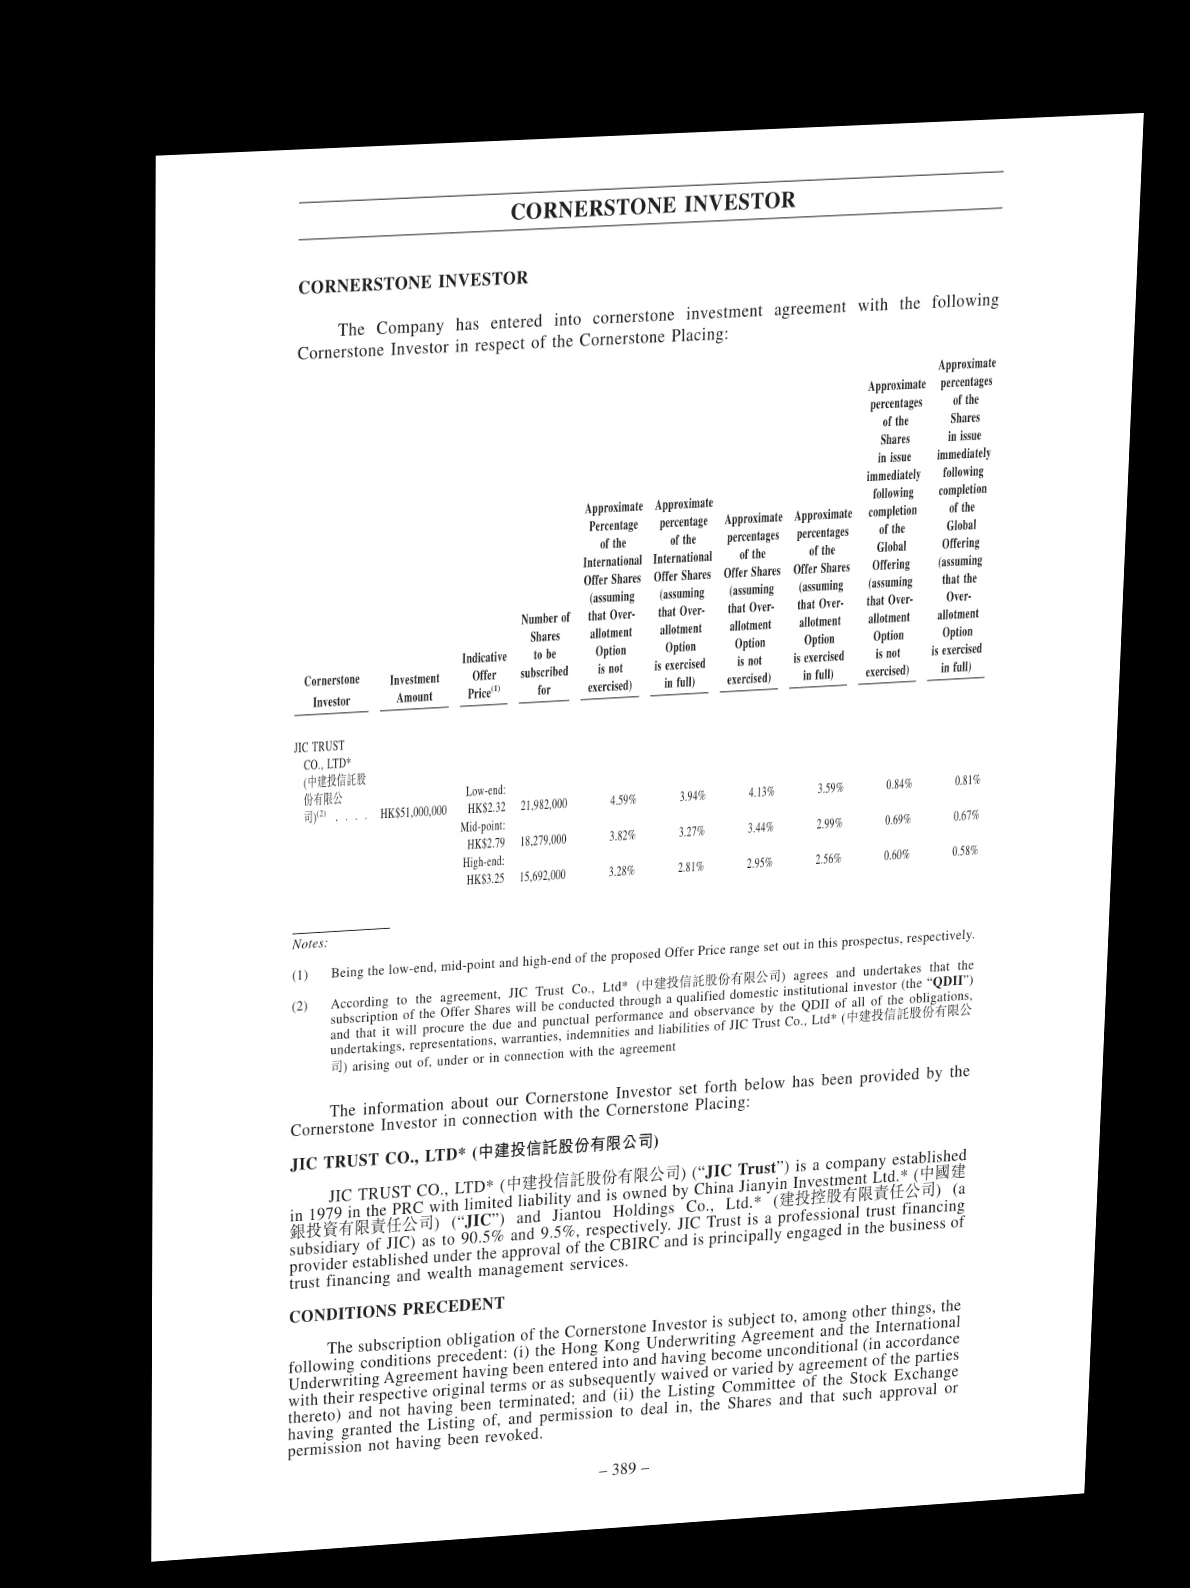 CORNERSTONE INVESTOR
CORNERSTONE INVESTOR
The Company has entered into cornerstone investment agreement with the following
Cornerstone Investor in respect of the Cornerstone Placing:
Cornerstone
Investor
Investment
Amount
Indicative
Offer
Price(1)
Number of
Shares
to be
subscribed
for
Approximate
Percentage
of the
International
Offer Shares
(assuming
that Over-
allotment
Option
is not
exercised)
Approximate
percentage
of the
International
Offer Shares
(assuming
that Over-
allotment
Option
is exercised
in full)
Approximate
percentages
of the
Offer Shares
(assuming
that Over-
allotment
Option
is not
exercised)
Approximate
percentages
of the
Offer Shares
(assuming
that Over-
allotment
Option
is exercised
in full)
Approximate
percentages
of the
Shares
in issue
immediately
following
completion
of the
Global
Offering
(assuming
that Over-
allotment
Option
is not
exercised)
Approximate
percentages
of the
Shares
in issue
immediately
following
completion
of the
Global
Offering
(assuming
that the
Over-
allotment
Option
is exercised
in full)
JIC TRUST
CO., LTD*
(中建投信託股
份有限公
司)(2) . . . . HK$51,000,000
Low-end:
HK$2.32 21,982,000 4.59% 3.94% 4.13% 3.59% 0.84% 0.81%
Mid-point:
HK$2.79 18,279,000 3.82% 3.27% 3.44% 2.99% 0.69% 0.67%
High-end:
HK$3.25 15,692,000 3.28% 2.81% 2.95% 2.56% 0.60% 0.58%
Notes:
(1) Being the low-end, mid-point and high-end of the proposed Offer Price range set out in this prospectus, respectively.
(2) According to the agreement, JIC Trust Co., Ltd* (中建投信託股份有限公司) agrees and undertakes that the
subscription of the Offer Shares will be conducted through a qualified domestic institutional investor (the “QDII”)
and that it will procure the due and punctual performance and observance by the QDII of all of the obligations,
undertakings, representations, warranties, indemnities and liabilities of JIC Trust Co., Ltd* (中建投信託股份有限公
司) arising out of, under or in connection with the agreement
The information about our Cornerstone Investor set forth below has been provided by the
Cornerstone Investor in connection with the Cornerstone Placing:
JIC TRUST CO., LTD* (中建投信託股份有限公司)
JIC TRUST CO., LTD* (中建投信託股份有限公司) (“JIC Trust”) is a company established
in 1979 in the PRC with limited liability and is owned by China Jianyin Investment Ltd.* (中國建
銀投資有限責任公司) (“JIC”) and Jiantou Holdings Co., Ltd.* (建投控股有限責任公司) (a
subsidiary of JIC) as to 90.5% and 9.5%, respectively. JIC Trust is a professional trust financing
provider established under the approval of the CBIRC and is principally engaged in the business of
trust financing and wealth management services.
CONDITIONS PRECEDENT
The subscription obligation of the Cornerstone Investor is subject to, among other things, the
following conditions precedent: (i) the Hong Kong Underwriting Agreement and the International
Underwriting Agreement having been entered into and having become unconditional (in accordance
with their respective original terms or as subsequently waived or varied by agreement of the parties
thereto) and not having been terminated; and (ii) the Listing Committee of the Stock Exchange
having granted the Listing of, and permission to deal in, the Shares and that such approval or
permission not having been revoked.
– 389 –